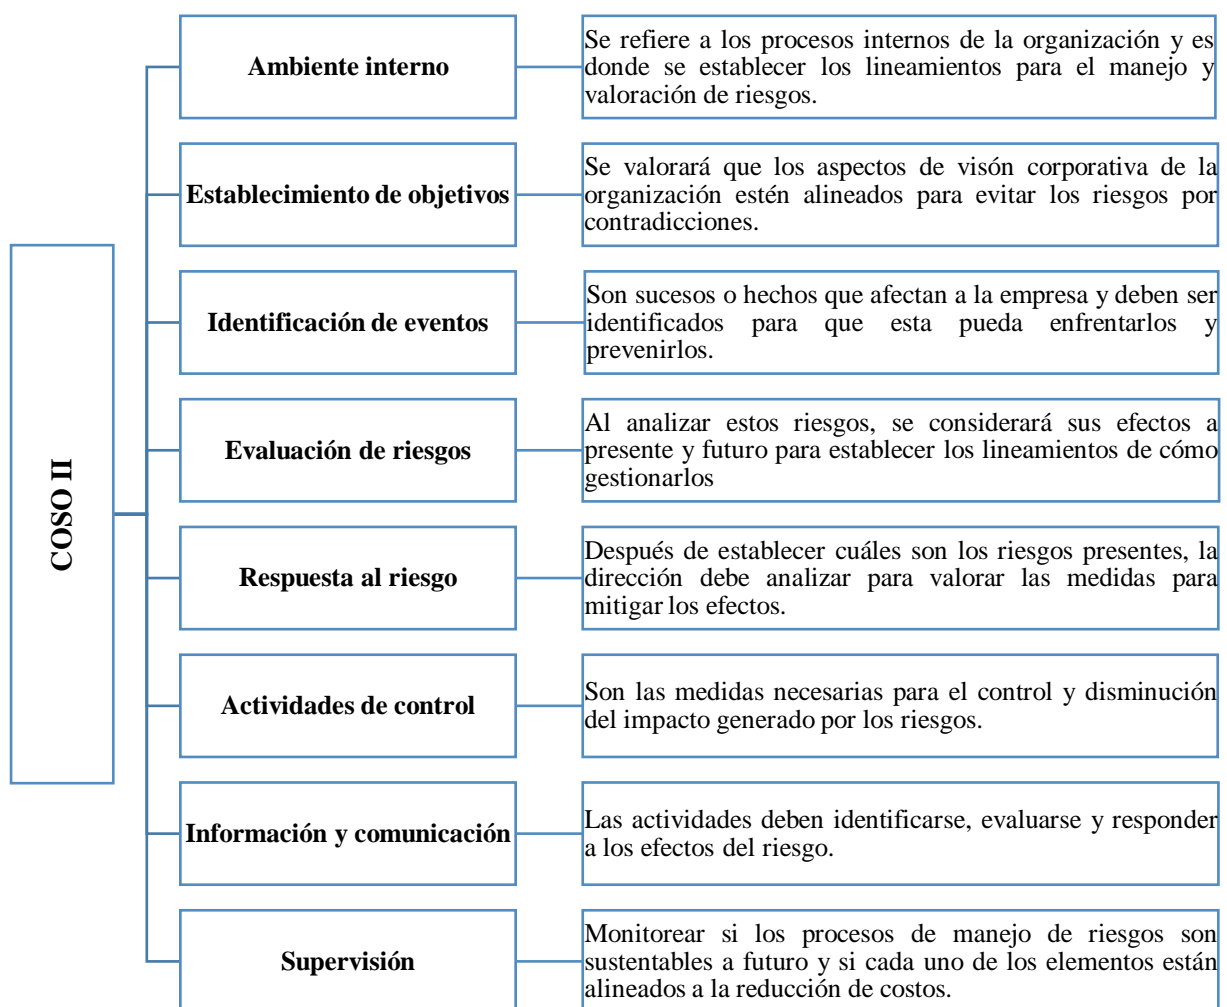 COSO II
Ambiente interno
Se refiere a los procesos internos de la organización y es
donde se establecer los lineamientos para el manejo y
valoración de riesgos.
Establecimiento de objetivos
Se valorará que los aspectos de visón corporativa de la
organización estén alineados para evitar los riesgos por
contradicciones.
Identificación de eventos
Son sucesos o hechos que afectan a la empresa y deben ser
identificados para que esta pueda enfrentarlos y
prevenirlos.
Evaluación de riesgos
Al analizar estos riesgos, se considerará sus efectos a
presente y futuro para establecer los lineamientos de cómo
gestionarlos
Respuesta al riesgo
Después de establecer cuáles son los riesgos presentes, la
dirección debe analizar para valorar las medidas para
mitigar los efectos.
Actividades de control
Son las medidas necesarias para el control y disminución
del impacto generado por los riesgos.
Información y comunicación
Las actividades deben identificarse, evaluarse y responder
a los efectos del riesgo.
Supervisión
Monitorear si los procesos de manejo de riesgos son
sustentables a futuro y si cada uno de los elementos están
alineados a la reducción de costos.